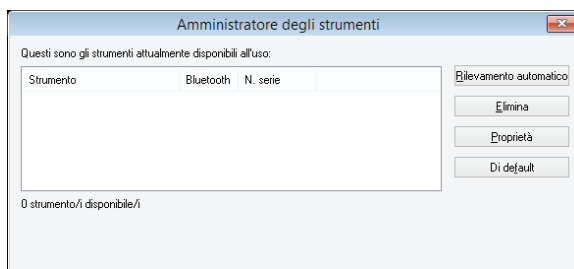 Amministratore degli strumenti
Questi sono gli strumenti attualmente disponibili all'uso:
Strumento Bluetooth N. serie
Rilevamento automatico
Elimina
Proprietà
Di default
0 strumento/i disponibile/i